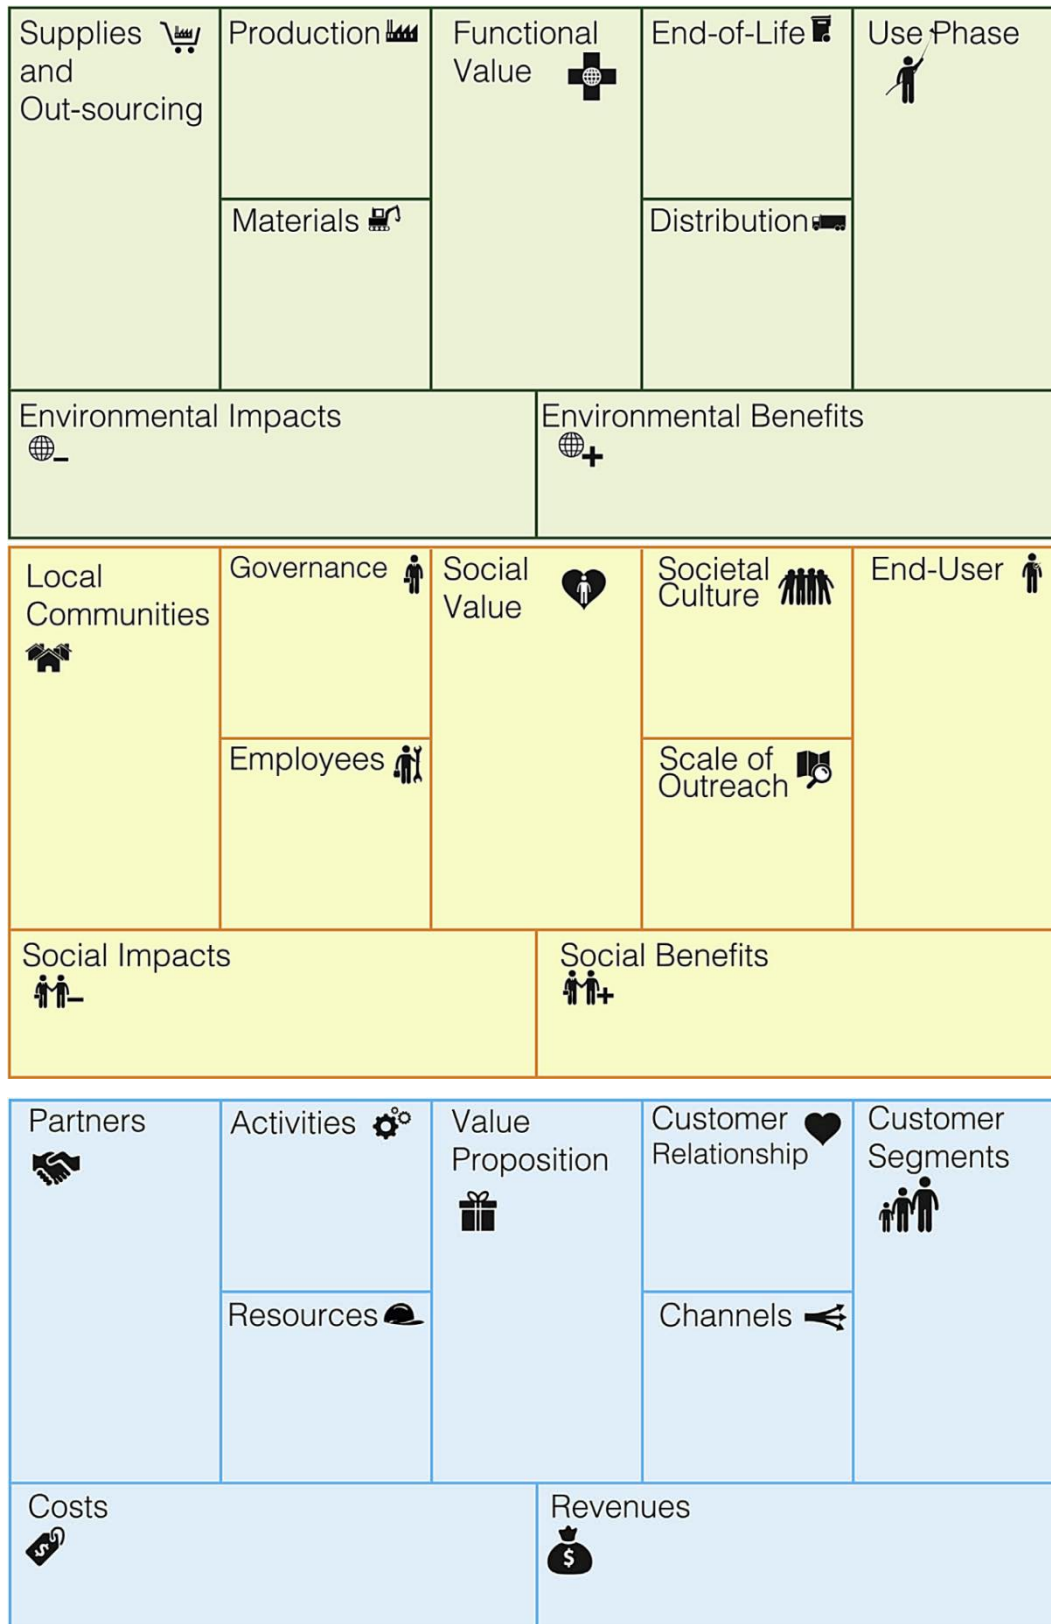 Supplies
and
Out-sourcing
Production
Materials
Functional
Value
End-of-Life
Distribution
Use Phase
Environmental Impacts
Environmental Benefits
Local
Communities
Governance
Employees
Social
Value
Societal
Culture
Scale of
Outreach
End-User
Social Impacts
Social Benefits
Partners
Activities
Resources
Value
Proposition
Customer
Relationship
Channels
Customer
Segments
Costs
$
Revenues
$